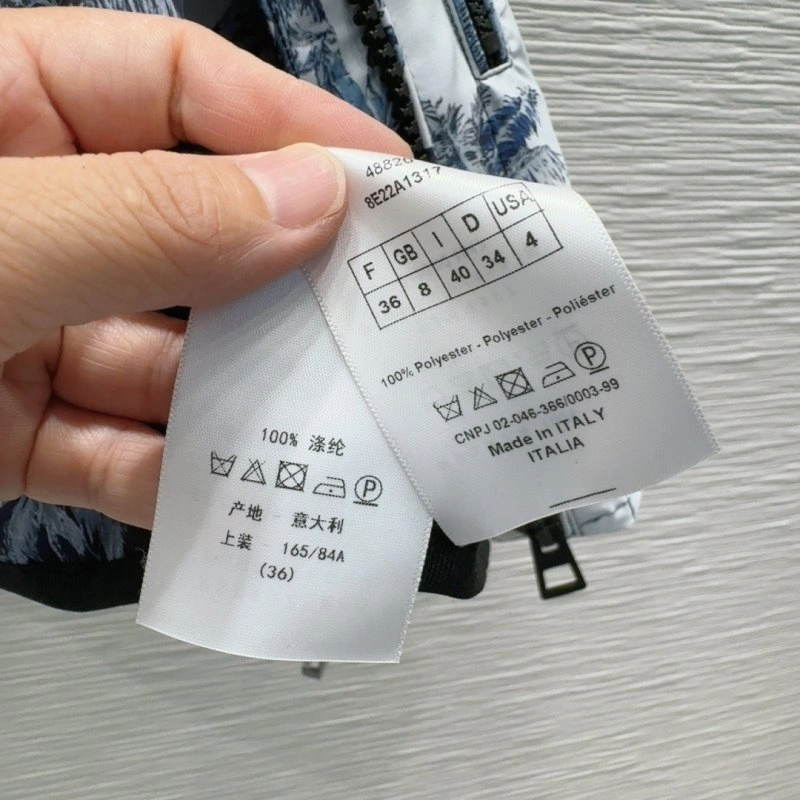 8E22A1317
F GB I D USA
36 8 40 34 4
100% Polyester - Polyester - Poliéster
P
CNPJ 02-046-366/0003-99
Made In ITALY
ITALIA
100% 涤纶
P
产地 - 意大利
上装 - 165/84A
(36)